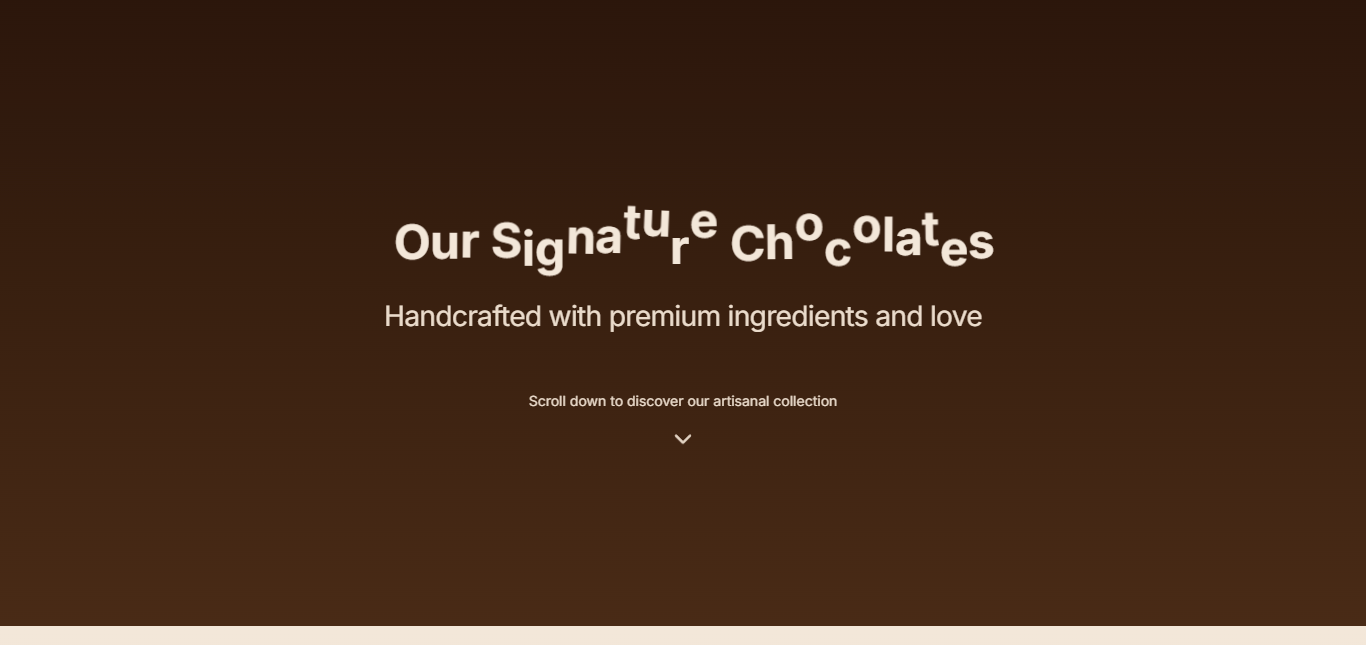 Our Signature Chocolates
Handcrafted with premium ingredients and love
Scroll down to discover our artisanal collection